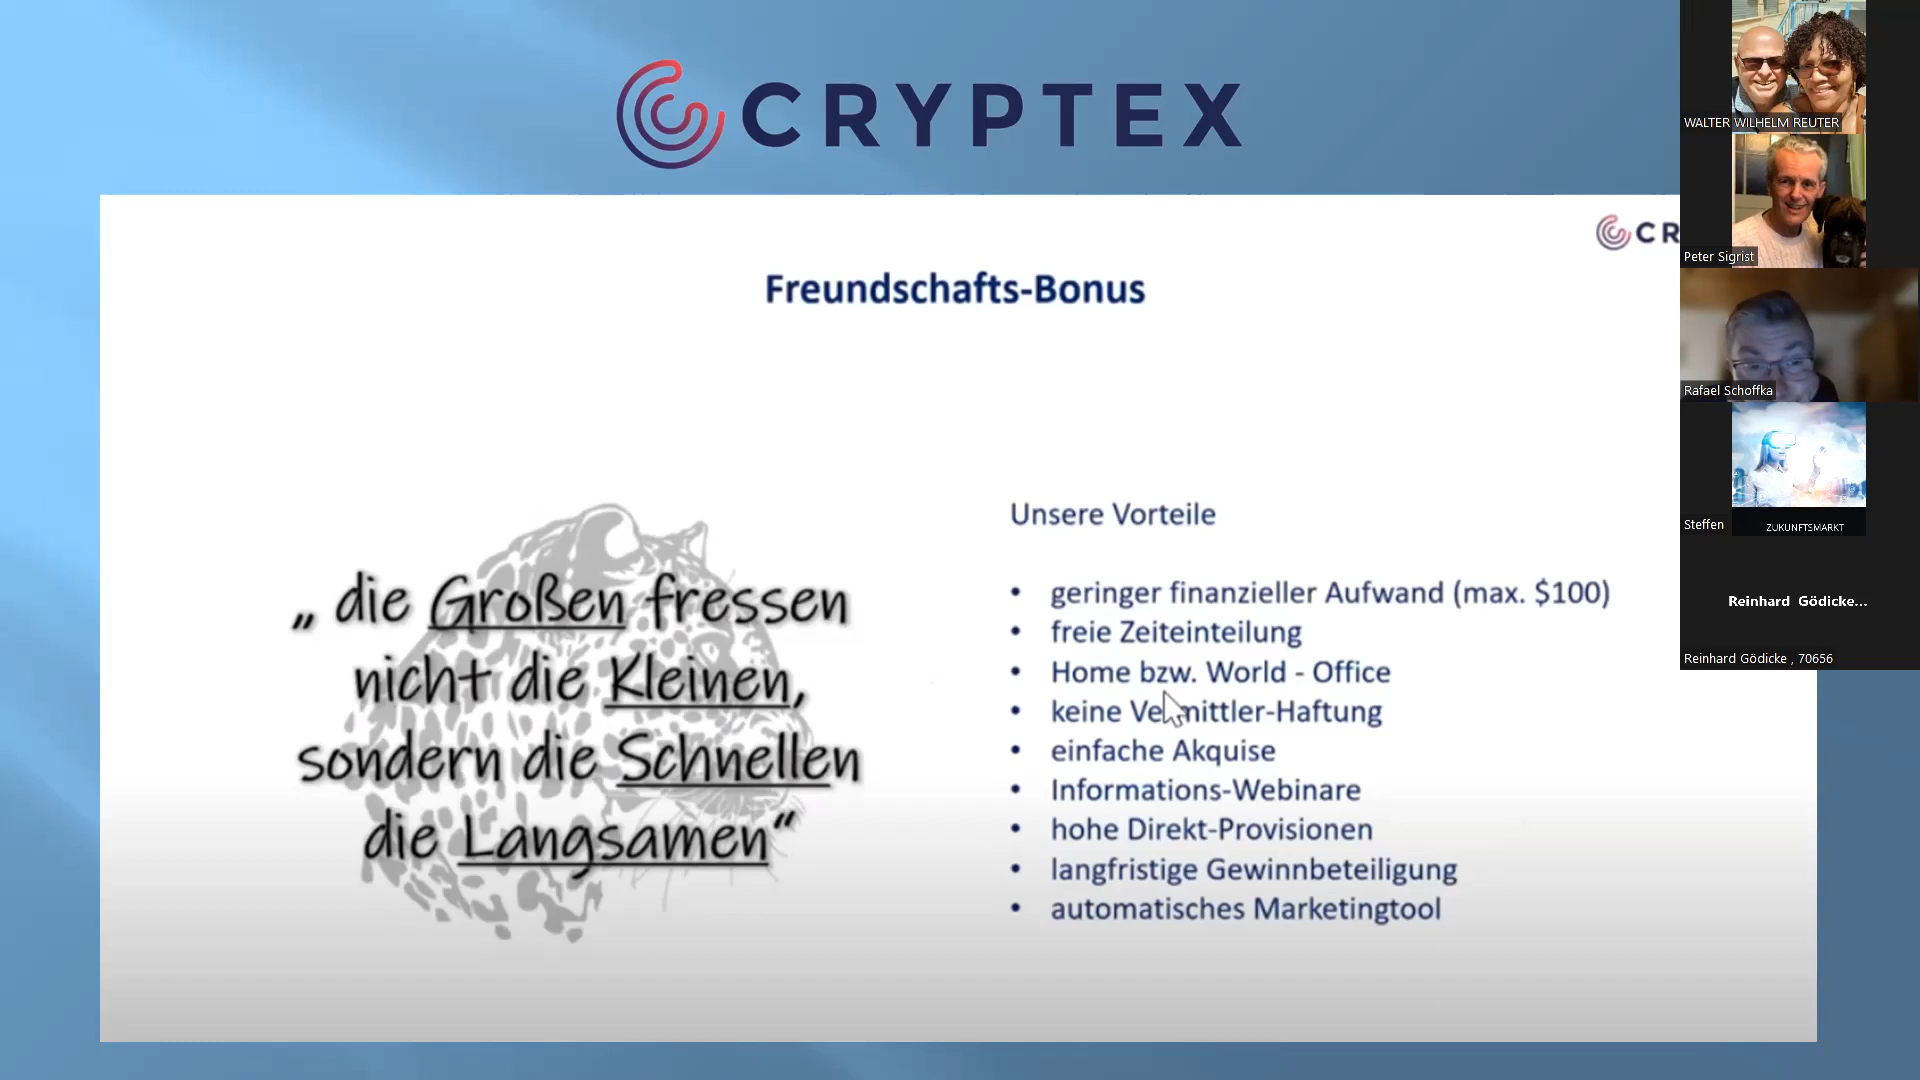 CRYPTEX
CR
Freundschafts-Bonus
„ die Großen fressen
nicht die Kleinen,
sondern die Schnellen
die Langsamen“
Unsere Vorteile
• geringer finanzieller Aufwand (max. $100)
• freie Zeiteinteilung
• Home bzw. World - Office
• keine Vermittler-Haftung
• einfache Akquise
• Informations-Webinare
• hohe Direkt-Provisionen
• langfristige Gewinnbeteiligung
• automatisches Marketingtool
WALTER WILHELM REUTER
Peter Sigrist
Rafael Schoffka
Steffen
ZUKUNFTSMARKT
Reinhard Gödicke...
Reinhard Gödicke , 70656